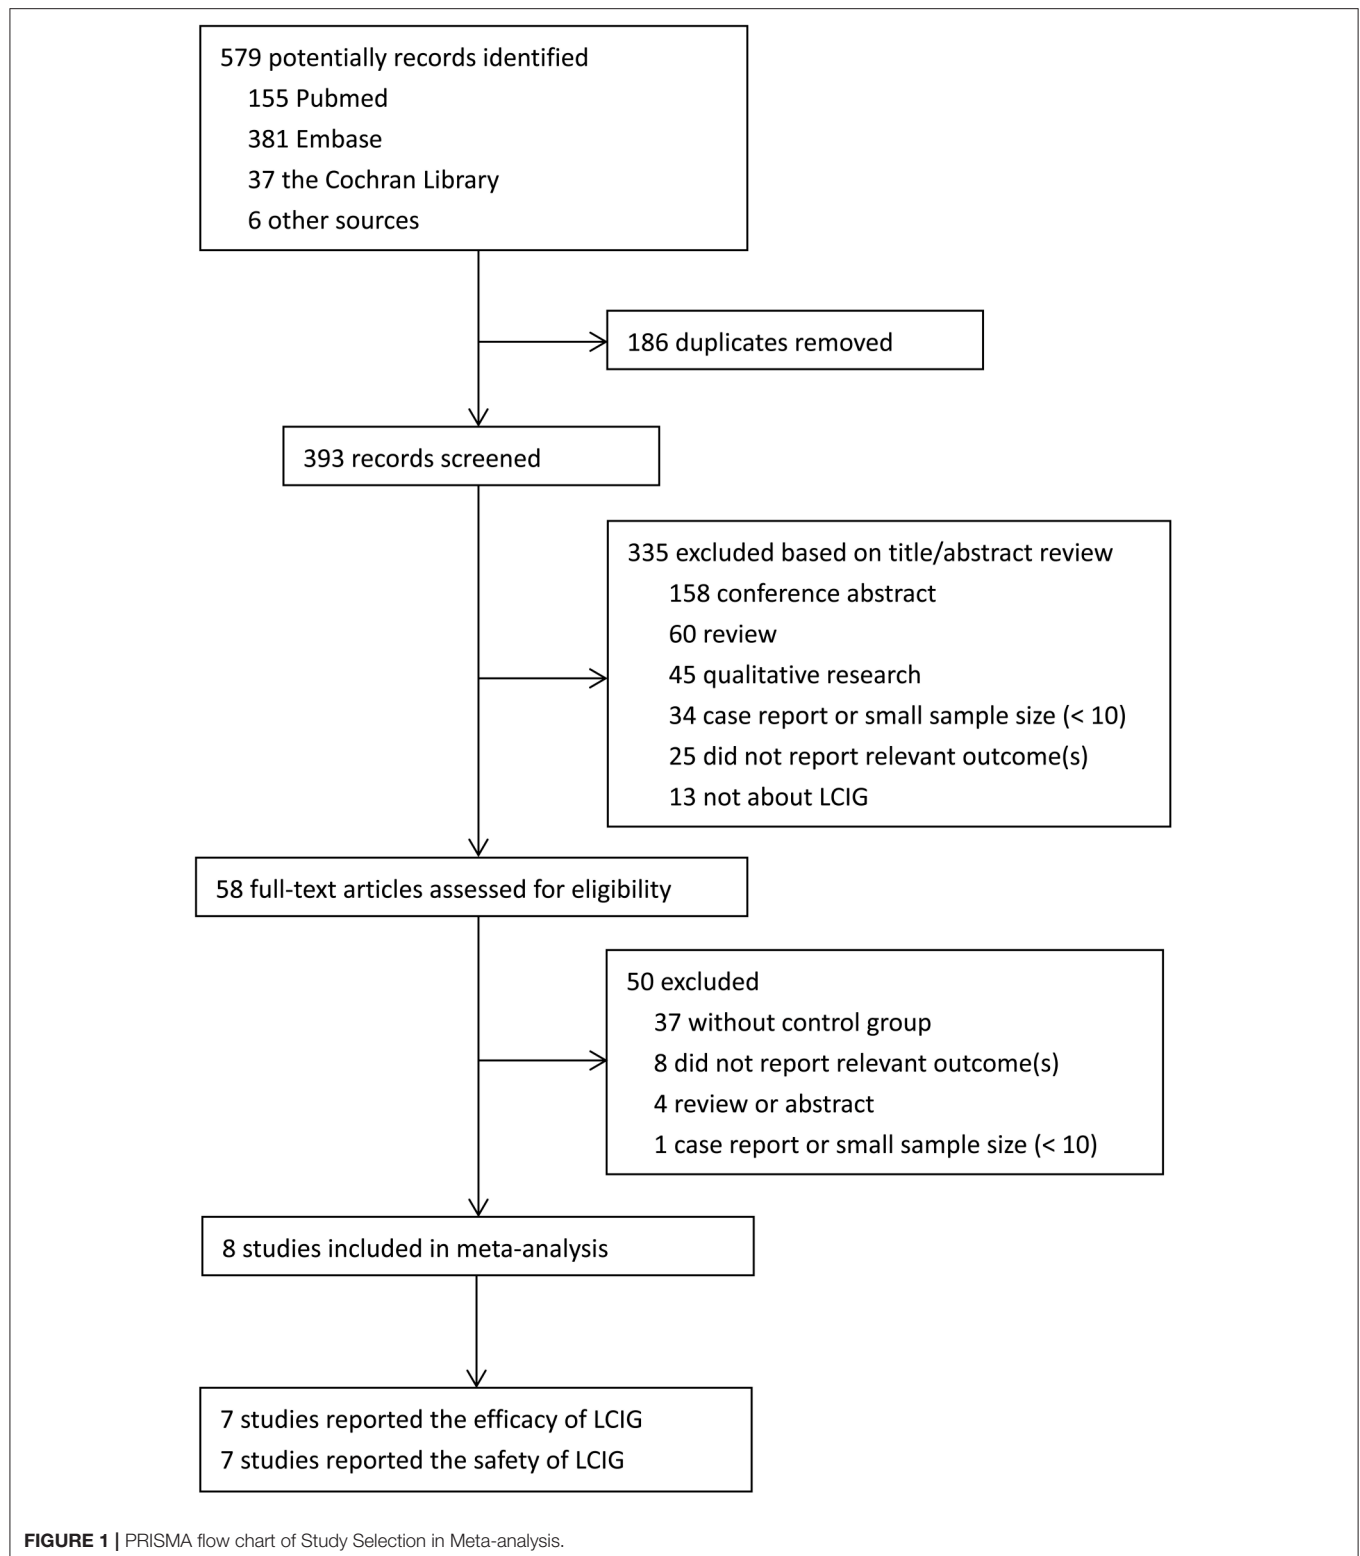 579 potentially records identified
155 Pubmed
381 Embase
37 the Cochran Library
6 other sources
186 duplicates removed
393 records screened
335 excluded based on title/abstract review
158 conference abstract
60 review
45 qualitative research
34 case report or small sample size (< 10)
25 did not report relevant outcome(s)
13 not about LCIG
58 full-text articles assessed for eligibility
50 excluded
37 without control group
8 did not report relevant outcome(s)
4 review or abstract
1 case report or small sample size (< 10)
8 studies included in meta-analysis
7 studies reported the efficacy of LCIG
7 studies reported the safety of LCIG
FIGURE 1 | PRISMA flow chart of Study Selection in Meta-analysis.